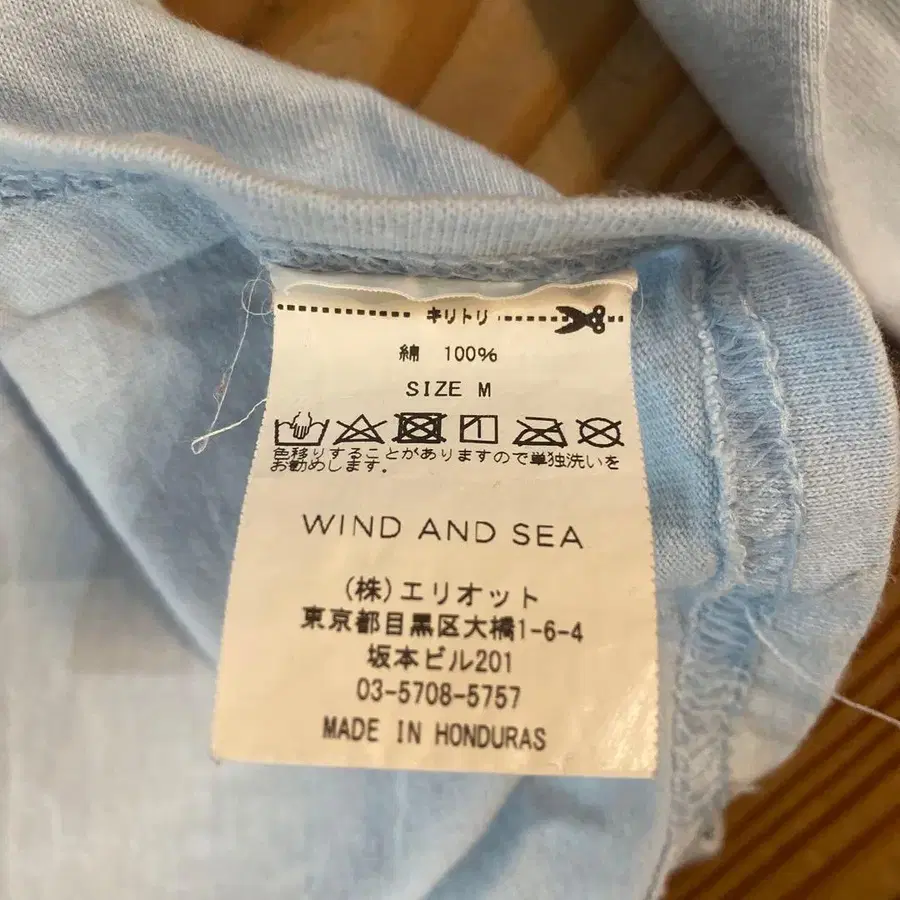 キリトリ
綿 100%
SIZE M
色移りすることがありますので単独洗いを
お勧めします。
WIND AND SEA
(株)エリオット
東京都目黒区大橋1-6-4
坂本ビル201
03-5708-5757
MADE IN HONDURAS